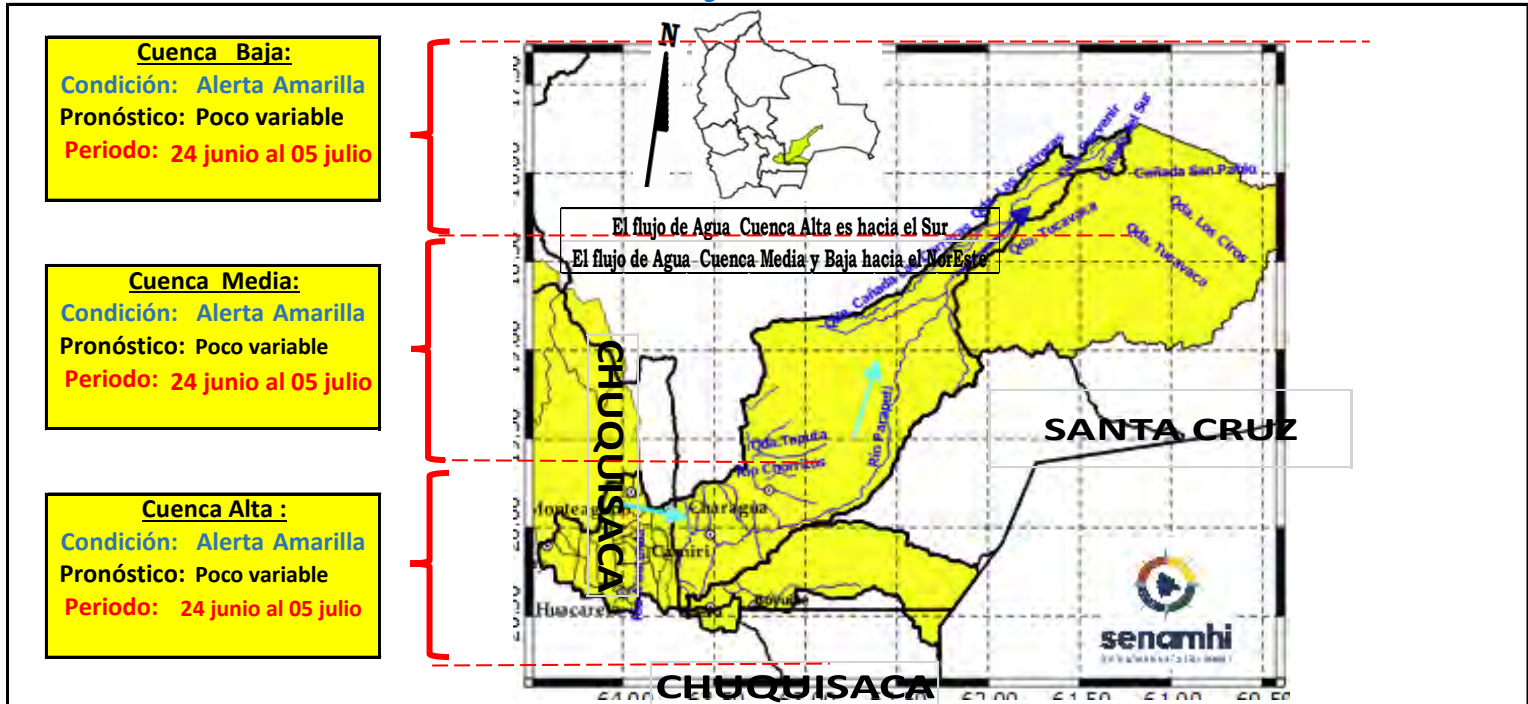 Cuenca Baja:
Condición: Alerta Amarilla
Pronóstico: Poco variable
Periodo: 24 junio al 05 julio
Cuenca Media:
Condición: Alerta Amarilla
Pronóstico: Poco variable
Periodo: 24 junio al 05 julio
Cuenca Alta :
Condición: Alerta Amarilla
Pronóstico: Poco variable
Periodo: 24 junio al 05 julio
N
El flujo de Agua Cuenca Alta es hacia el Sur
El flujo de Agua Cuenca Media y Baja hacia el NorEste
Cañada San Pablo
Qda. Los Ciros
Qda. Tucavaca
Qda. Tucavaca
Qda. Las Carreras
Rio Parapeti
Qda. Taputa
Rio Chorritos
Charagua
Camiri
CHUQUISACA
SANTA CRUZ
CHUQUISACA
senamhi